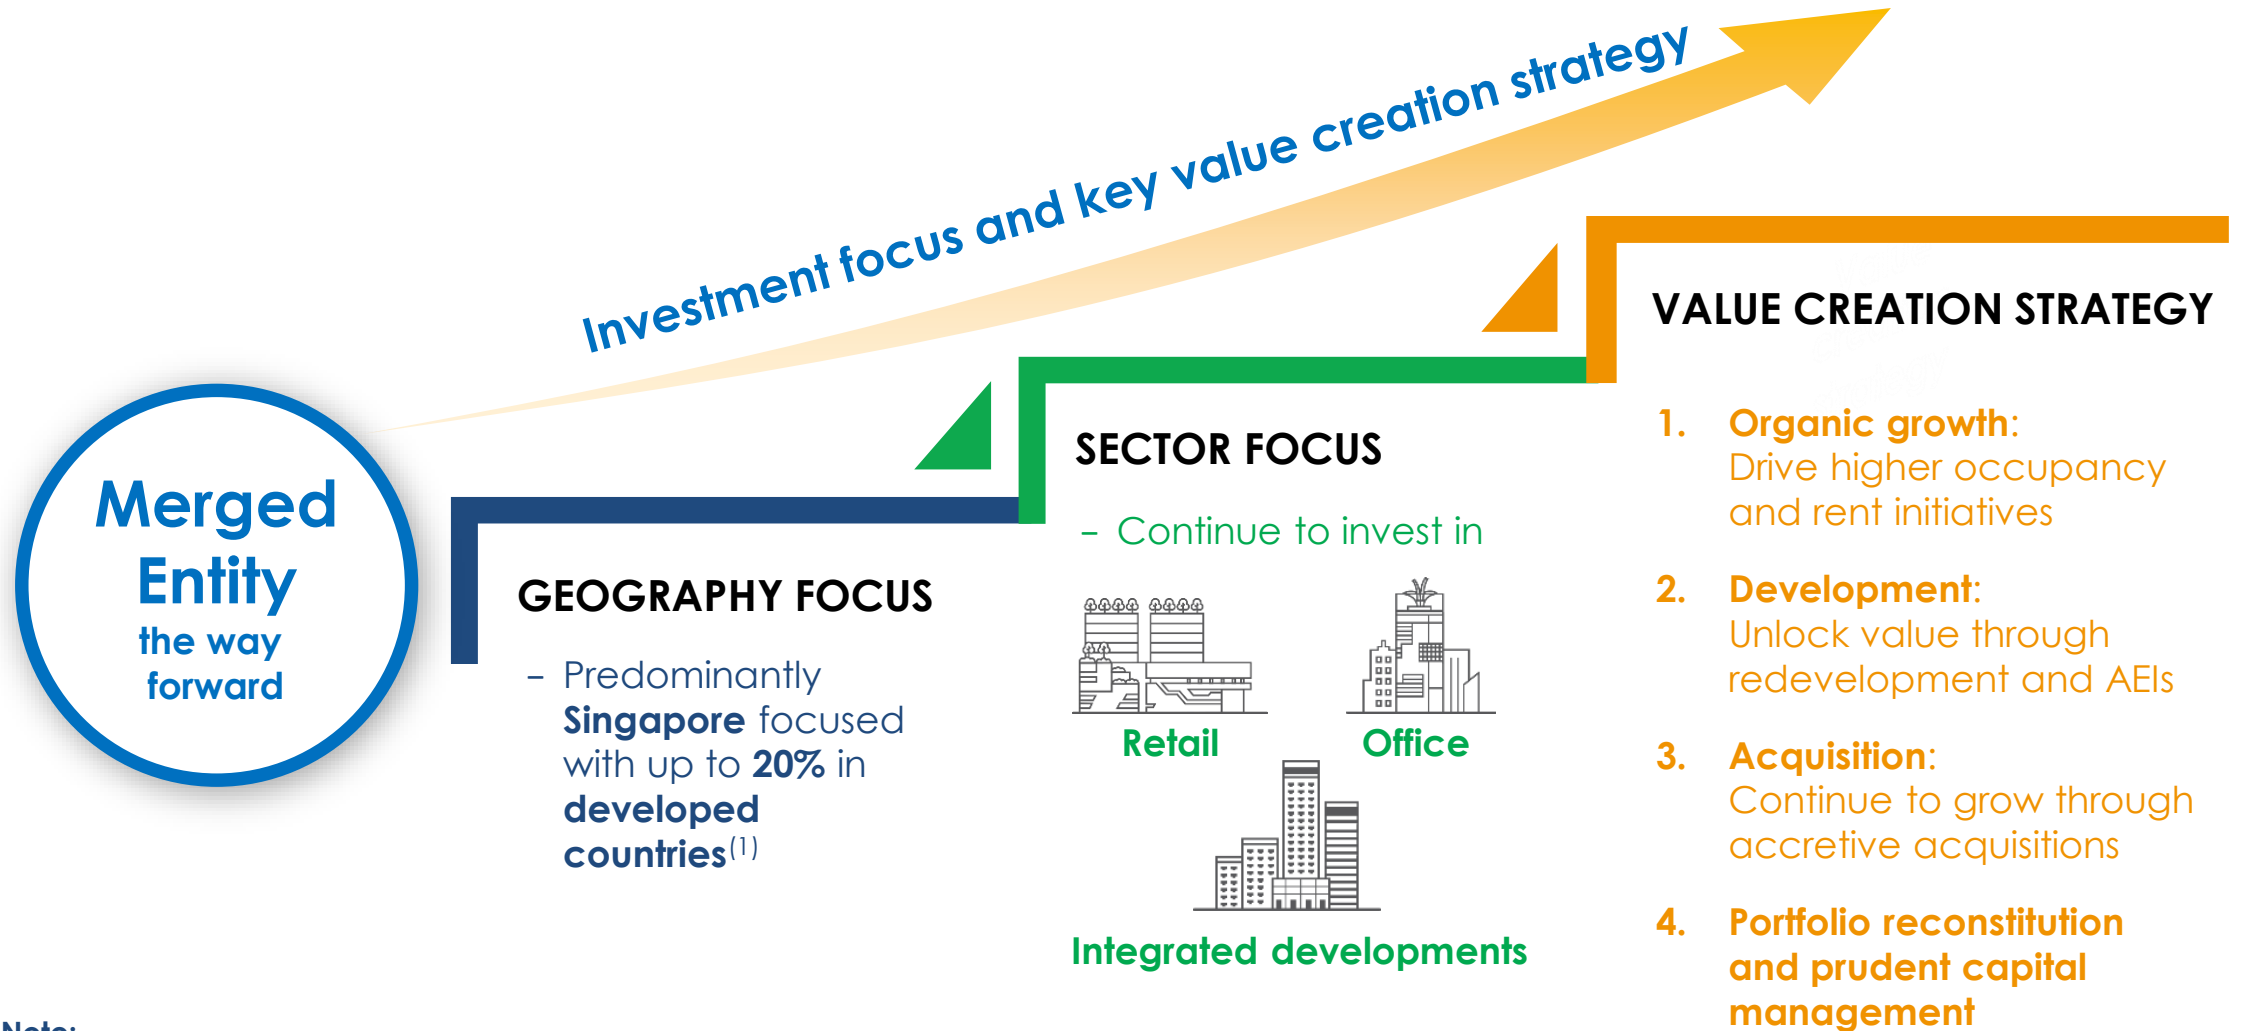 Investment focus and key value creation strategy
Merged
Entity
the way
forward
GEOGRAPHY FOCUS
– Predominantly
Singapore focused
with up to 20% in
developed
countries(1)
SECTOR FOCUS
– Continue to invest in
Retail
Office
Integrated developments
VALUE CREATION STRATEGY
1. Organic growth:
Drive higher occupancy
and rent initiatives
2. Development:
Unlock value through
redevelopment and AEIs
3. Acquisition:
Continue to grow through
accretive acquisitions
4. Portfolio reconstitution
and prudent capital
management
Note: